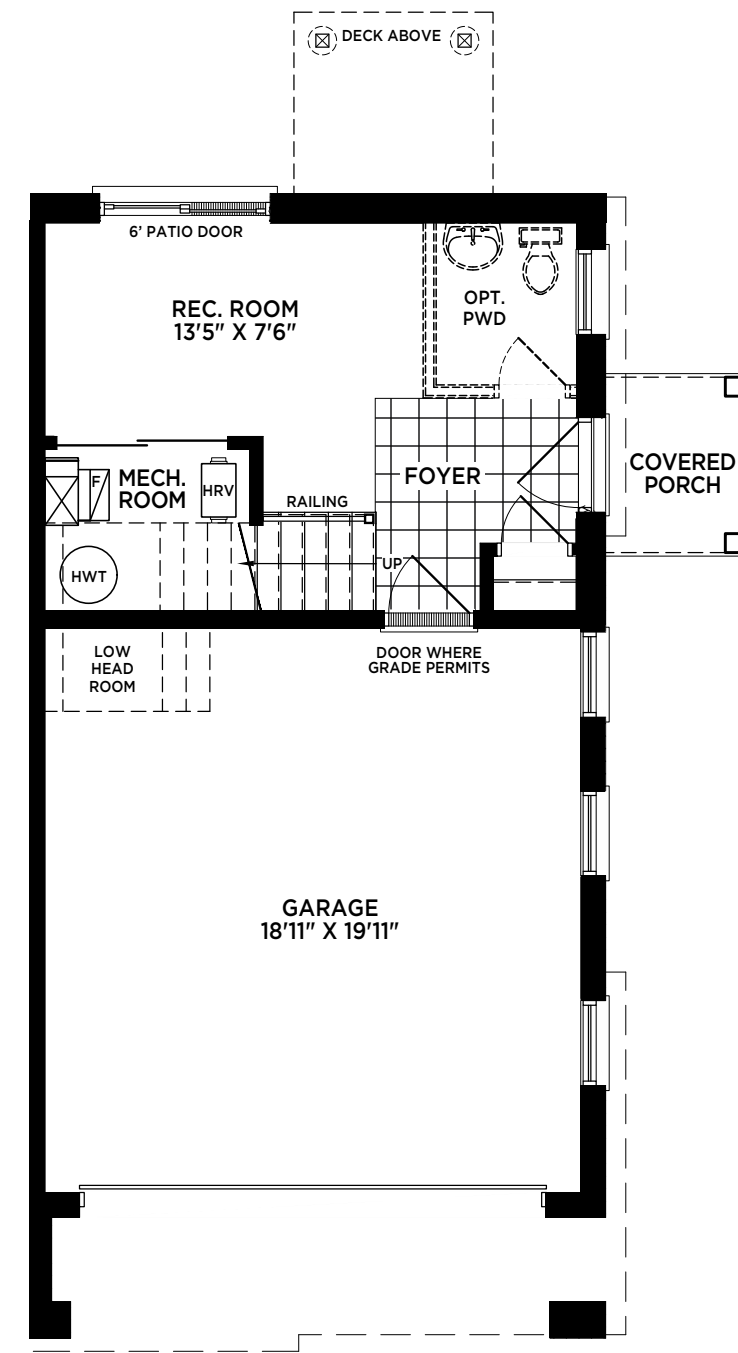 DECK ABOVE
6' PATIO DOOR
REC. ROOM
13'5" X 7'6"
OPT.
PWD
FOYER
COVERED
PORCH
F
MECH.
ROOM
HRV
RAILING
UP
HWT
LOW
HEAD
ROOM
DOOR WHERE
GRADE PERMITS
GARAGE
18'11" X 19'11"